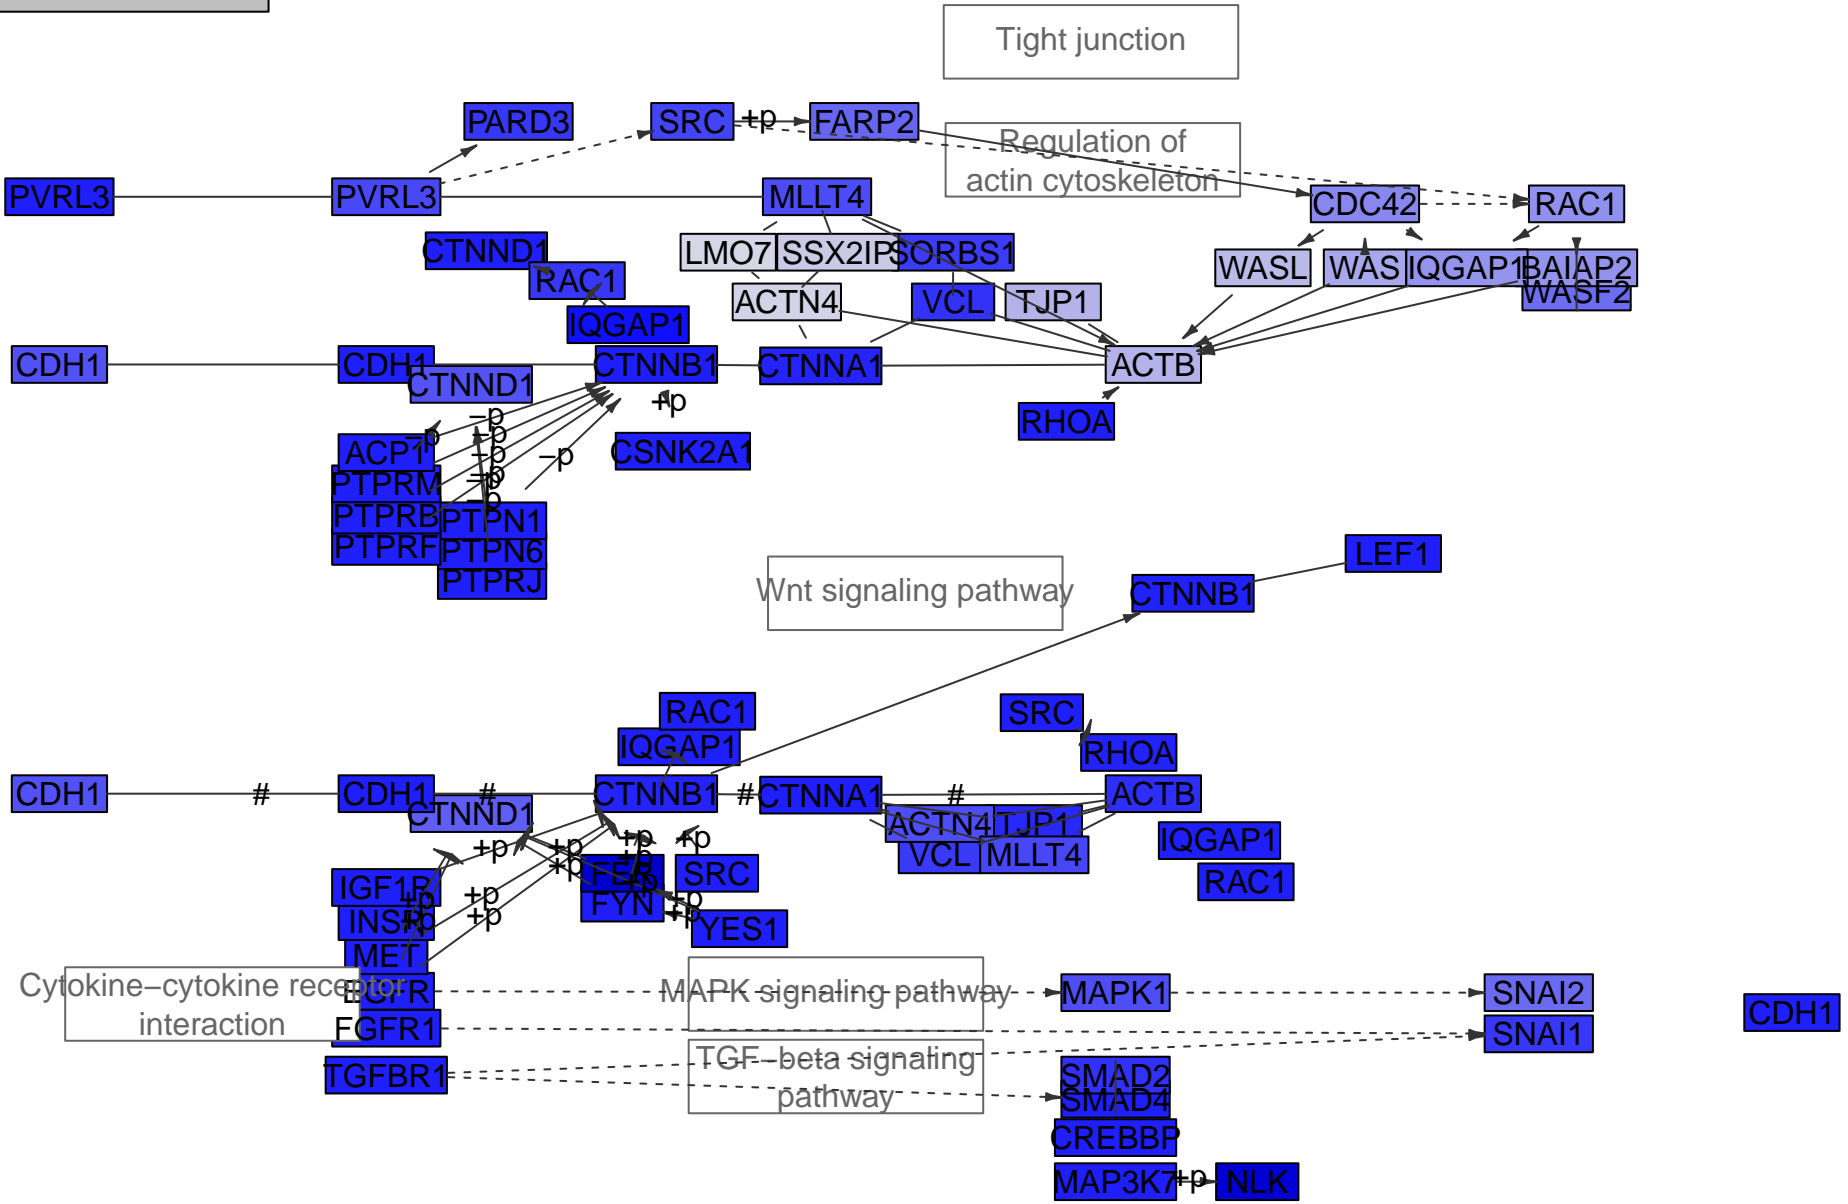 Tight junction
PARD3
SRC
+p
FARP2
Regulation of
actin cytoskeleton
PVRL3
PVRL3
MLLT4
CDC42
RAC1
CTNND1
RAC1
IQGAP1
LMO7
SSX2IP
SORBS1
WASL
WAS
IQGAP1
BAIAP2
WASF2
ACTN4
VCL
TJP1
CDH1
CDH1
CTNND1
CTNNB1
CTNNA1
ACTB
+p
RHOA
–p
–p
–p
–p
–p
–p
–p
–p
ACP1
CSNK2A1
PTPRM
PTPRB
PTPN1
PTPRF
PTPN6
PTPRJ
LEF1
Wnt signaling pathway
CTNNB1
RAC1
SRC
IQGAP1
RHOA
CDH1
#
CDH1
#
CTNND1
CTNNB1
#
CTNNA1
#
ACTB
ACTN4
TJP1
VCL
MLLT4
IQGAP1
RAC1
+p
+p
+p
+p
+p
+p
FER
+p
SRC
IGF1R
+p
+p
FYN
+p
INSR
+p
+p
+p
YES1
MET
Cytokine–cytokine receptor
interaction
EGFR
MAPK signaling pathway
MAPK1
SNAI2
CDH1
FGFR1
SNAI1
TGF–beta signaling
pathway
TGFBR1
SMAD2
SMAD4
CREBBP
MAP3K7
+p
NLK